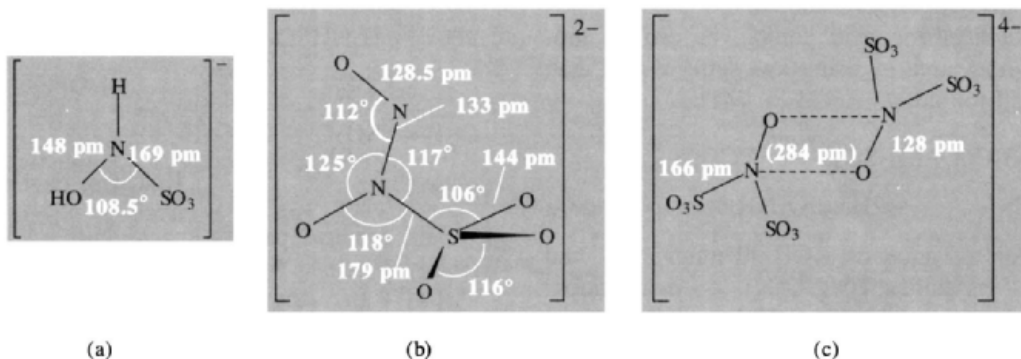 H
N
148 pm
169 pm
HO
SO₃
108.5°
−
(a)
2−
O
128.5 pm
N
112°
133 pm
125°
117°
144 pm
N
106°
O
O
118°
S
O
179 pm
O
116°
(b)
4−
SO₃
SO₃
O
N
166 pm
(284 pm)
128 pm
N
O
O₃S
SO₃
(c)